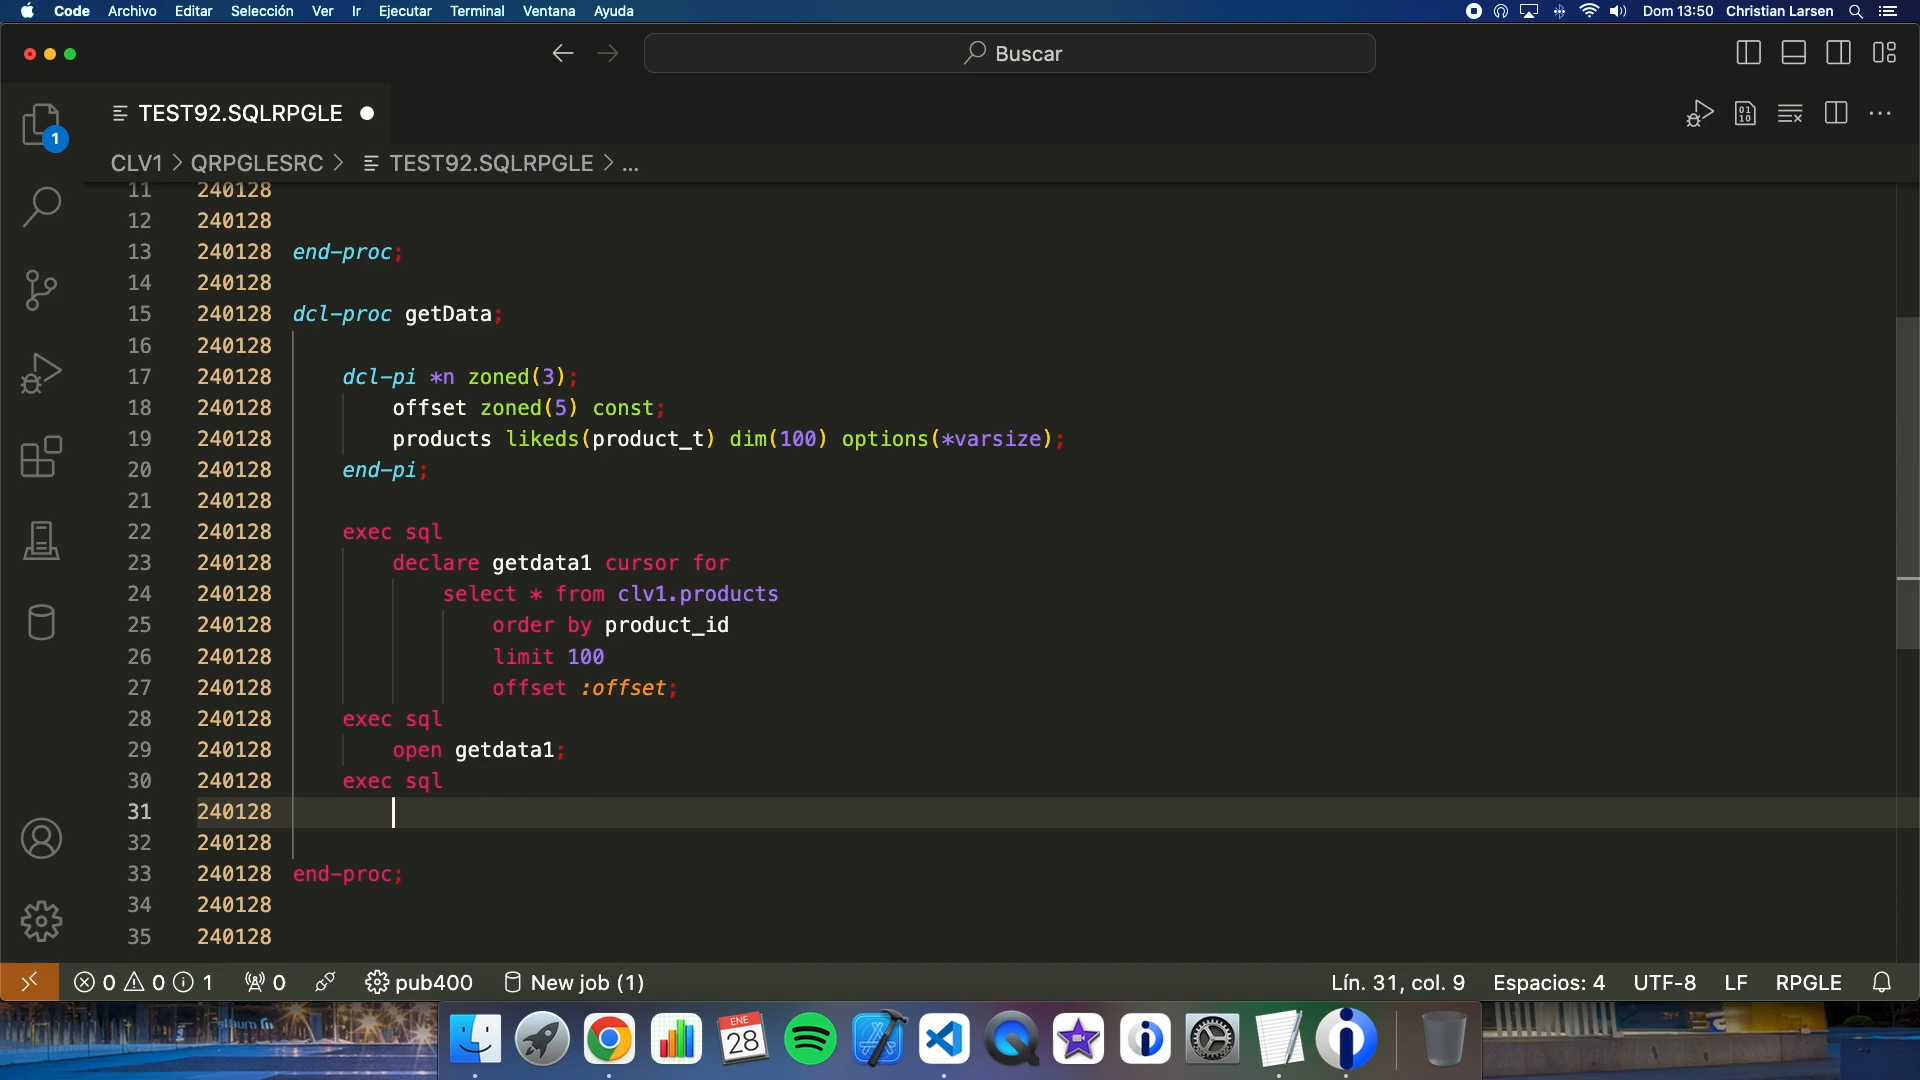 Code Archivo Editar Selección Ver Ir Ejecutar Terminal Ventana Ayuda Dom 13:50 Christian Larsen
Buscar
TEST92.SQLRPGLE
1
CLV1 > QRPGLESRC > TEST92.SQLRPGLE > ...
11 240128
12 240128
13 240128 end-proc;
14 240128
15 240128 dcl-proc getData;
16 240128
17 240128 dcl-pi *n zoned(3);
18 240128 offset zoned(5) const;
19 240128 products likeds(product_t) dim(100) options(*varsize);
20 240128 end-pi;
21 240128
22 240128 exec sql
23 240128 declare getdata1 cursor for
24 240128 select * from clv1.products
25 240128 order by product_id
26 240128 limit 100
27 240128 offset :offset;
28 240128 exec sql
29 240128 open getdata1;
30 240128 exec sql
31 240128
32 240128
33 240128 end-proc;
34 240128
35 240128
0 0 1 0 pub400 New job (1) Lín. 31, col. 9 Espacios: 4 UTF-8 LF RPGLE
ENE
28